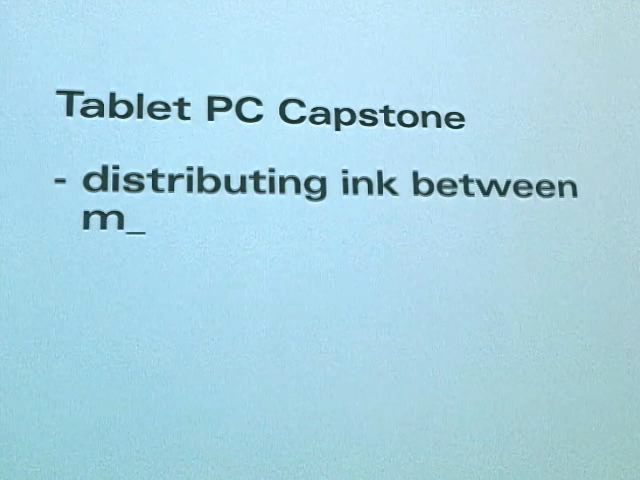 Tablet PC Capstone
- distributing ink between
m_